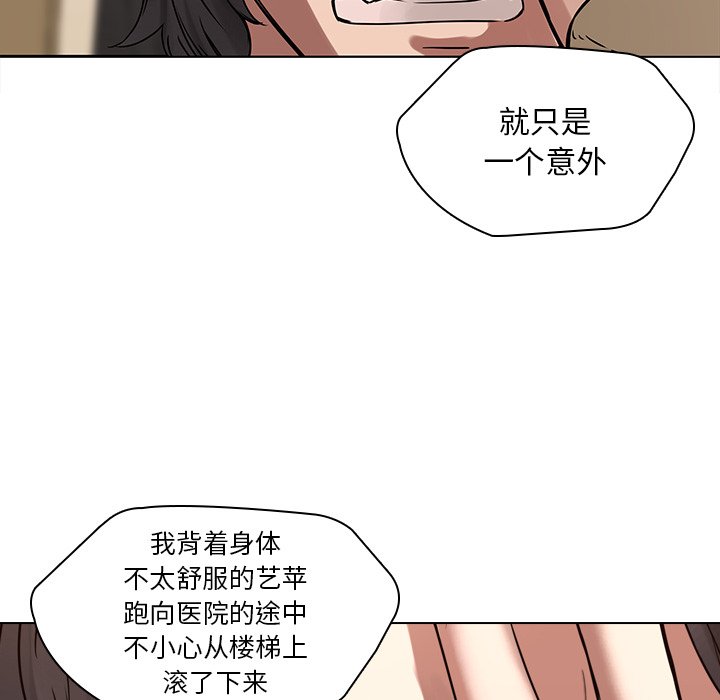 就只是
一个意外
我背着身体
不太舒服的艺苹
跑向医院的途中
不小心从楼梯上
滚了下来